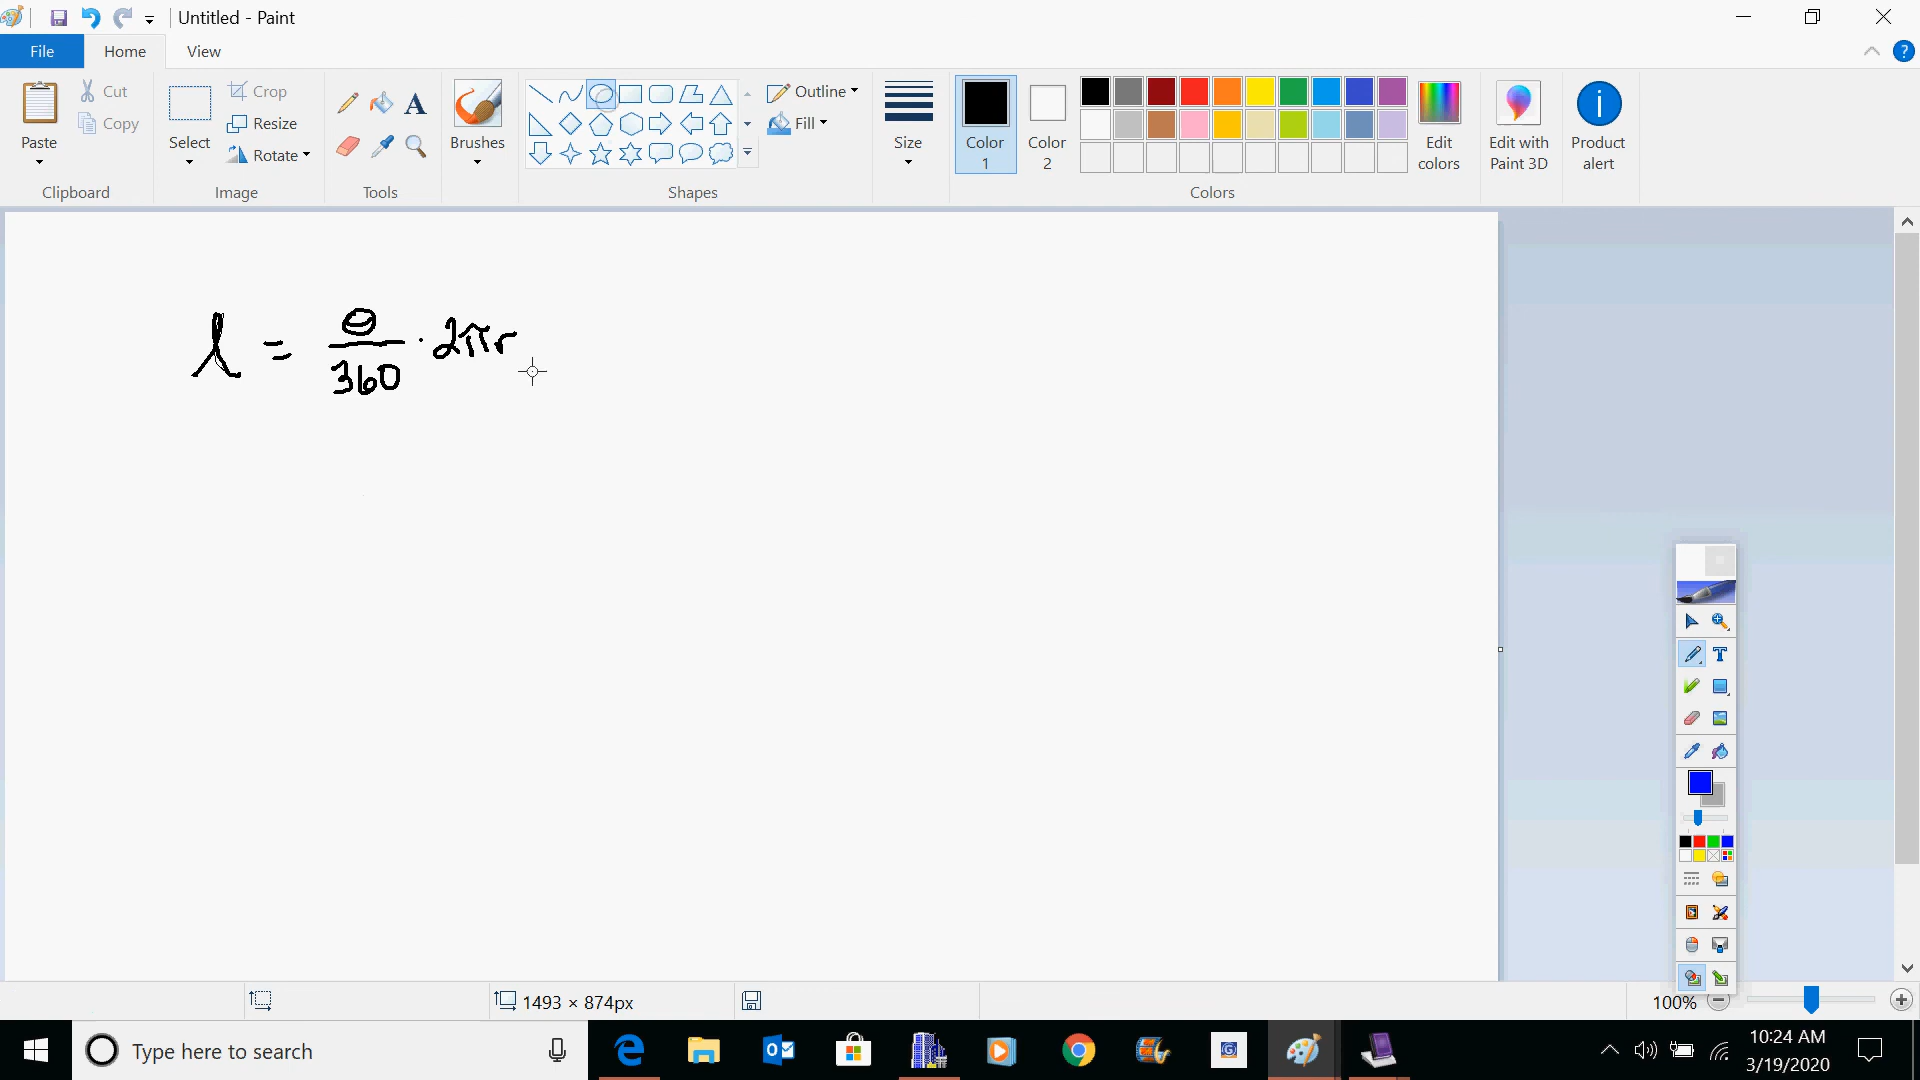 Untitled - Paint
File Home View
Paste
Cut
Copy
Clipboard
Select
Crop
Resize
Rotate
Image
Tools
Brushes
Shapes
Outline
Fill
Size
Color 1
Color 2
Colors
Edit colors
Edit with Paint 3D
Product alert
l = θ/360 · 2πr
1493 × 874px
100%
Type here to search
10:24 AM
3/19/2020